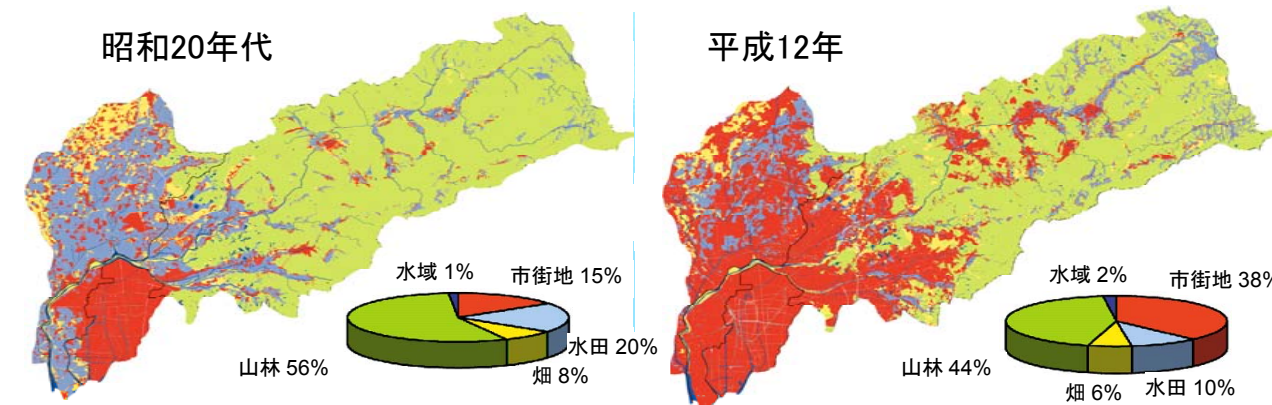 昭和20年代
水域 1%
市街地 15%
水田 20%
畑 8%
山林 56%
平成12年
水域 2%
市街地 38%
山林 44%
畑 6%
水田 10%